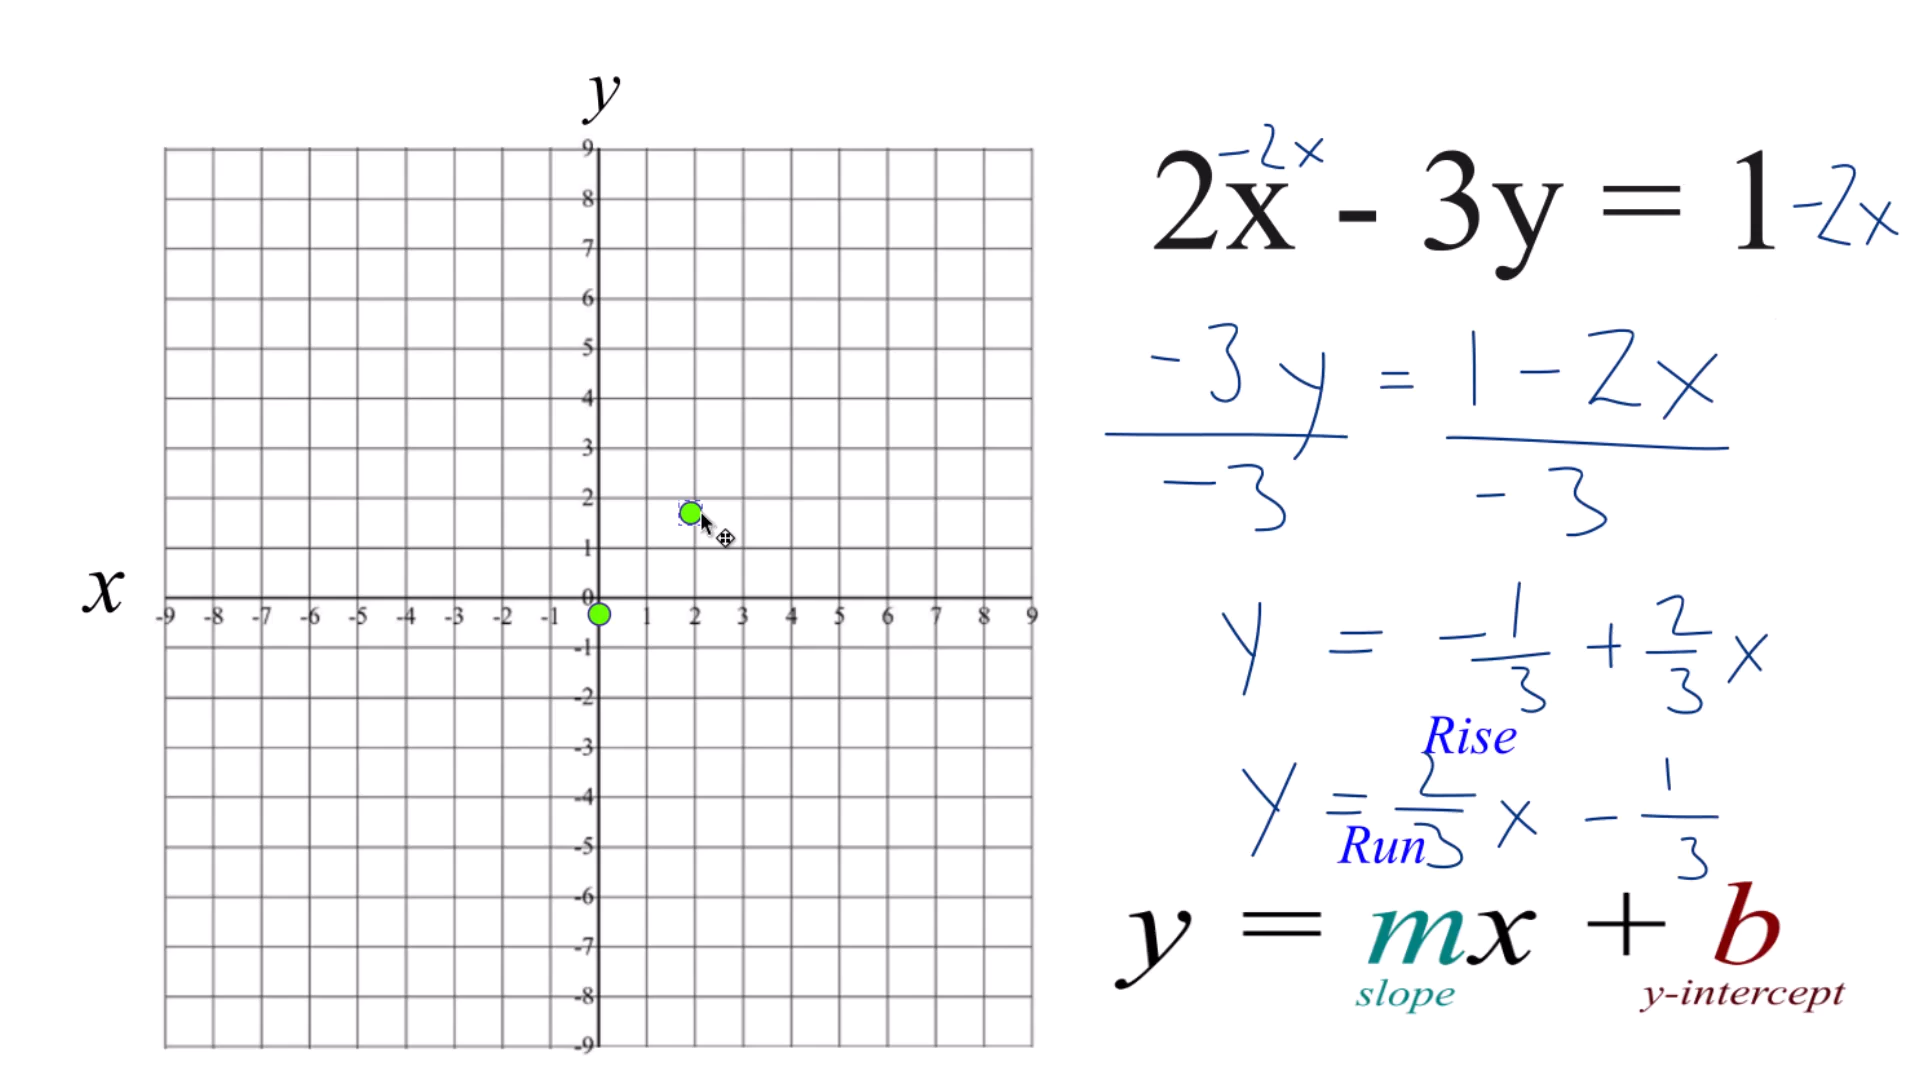 y
9
8
7
6
5
4
3
2
1
0
x
-9 -8 -7 -6 -5 -4 -3 -2 -1 1 2 3 4 5 6 7 8 9
-1
-2
-3
-4
-5
-6
-7
-8
-9
-2x
2x - 3y = 1 -2x
-3y = 1 - 2x
-3 -3
y = -1/3 + 2/3 x
Rise
y = 2/3 x - 1/3
Run
y = mx + b
slope y-intercept